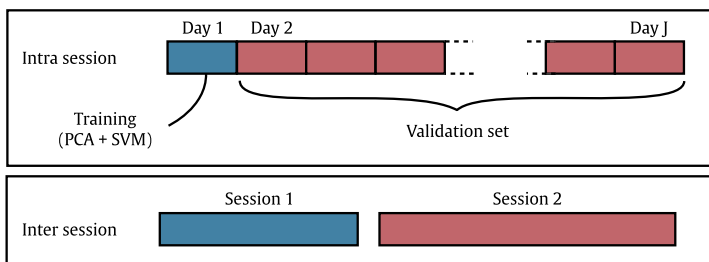 Day 1
Day 2
Day J
Intra session
Training
(PCA + SVM)
Validation set
Session 1
Session 2
Inter session